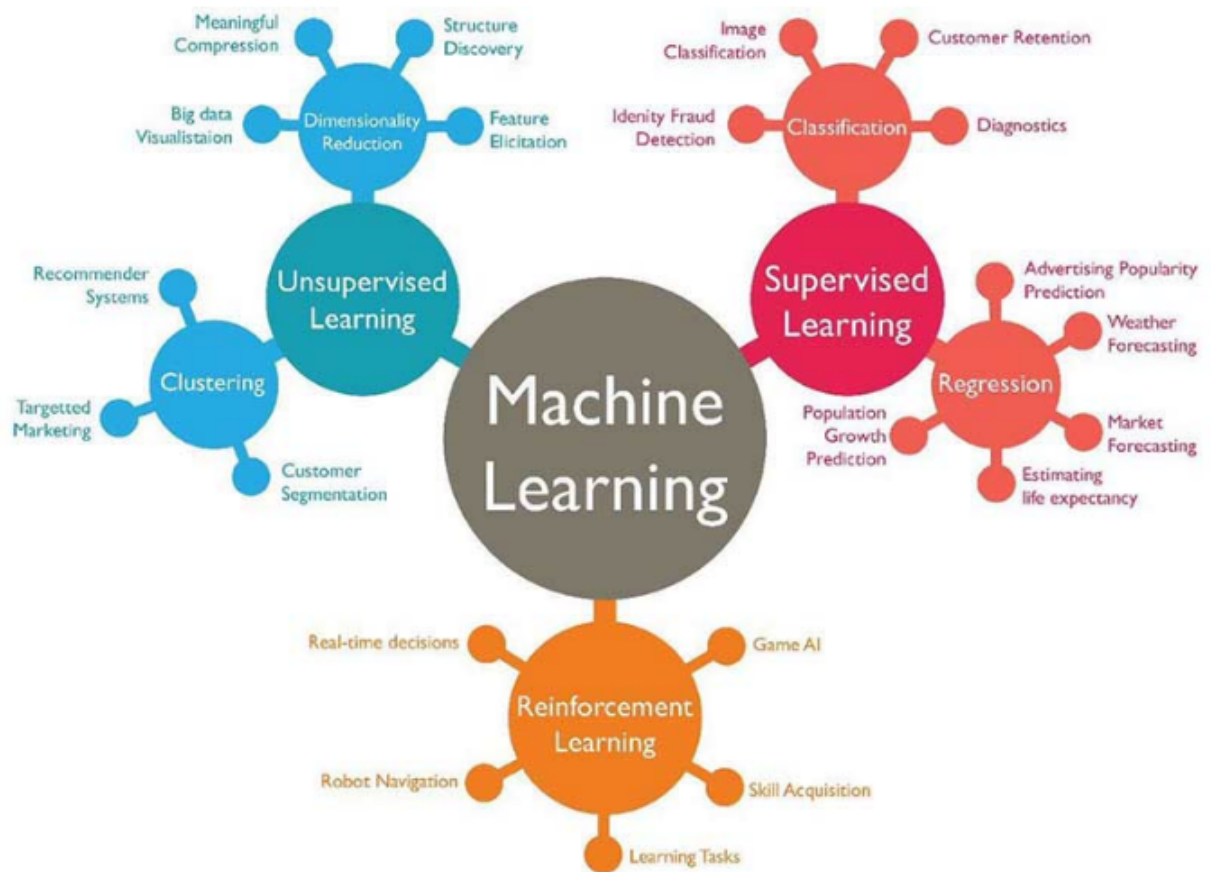 Meaningful
Compression
Structure
Discovery
Big data
Visualistaion
Dimensionality
Reduction
Feature
Elicitation
Image
Classification
Customer Retention
Idenity Fraud
Detection
Classification
Diagnostics
Unsupervised
Learning
Supervised
Learning
Recommender
Systems
Clustering
Targetted
Marketing
Customer
Segmentation
Machine
Learning
Advertising Popularity
Prediction
Weather
Forecasting
Regression
Population
Growth
Prediction
Market
Forecasting
Estimating
life expectancy
Real-time decisions
Game AI
Reinforcement
Learning
Robot Navigation
Skill Acquisition
Learning Tasks